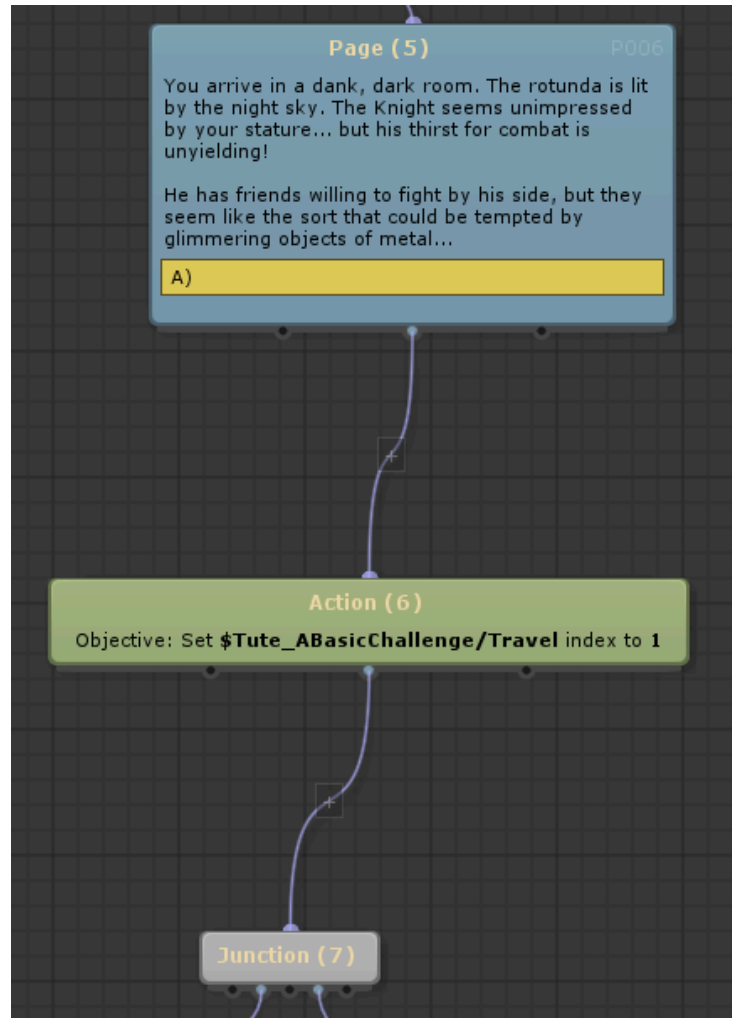 Page (5) P006
You arrive in a dank, dark room. The rotunda is lit
by the night sky. The Knight seems unimpressed
by your stature... but his thirst for combat is
unyielding!
He has friends willing to fight by his side, but they
seem like the sort that could be tempted by
glimmering objects of metal...
A)
Action (6)
Objective: Set $Tute_ABasicChallenge/Travel index to 1
Junction (7)